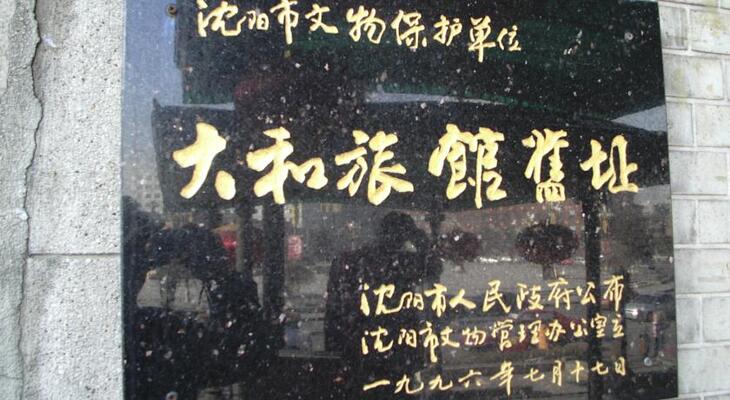 沈阳市文物保护单位
大和旅館舊址
沈阳市人民政府公布
沈阳市文物管理办公室立
一九九六年七月十七日